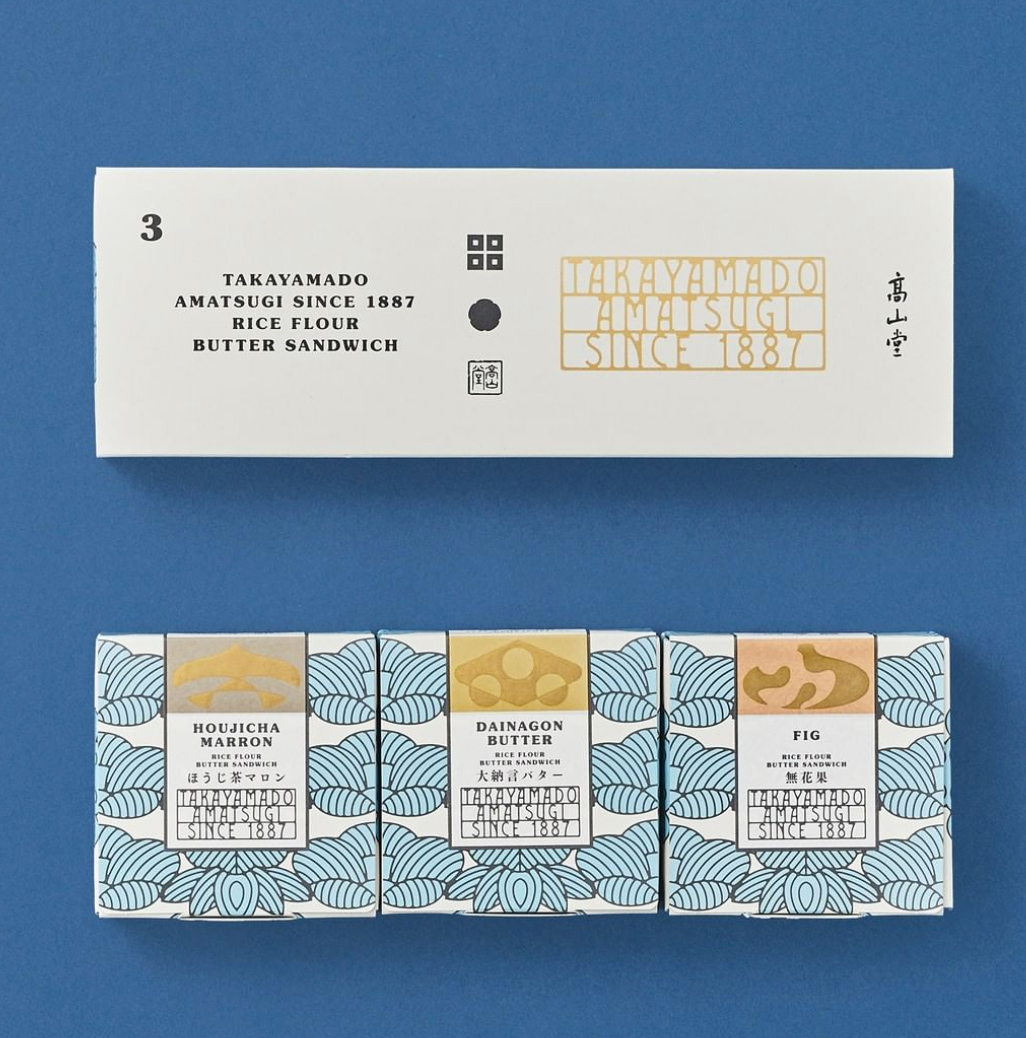 3
TAKAYAMADO
AMATSUGI SINCE 1887
RICE FLOUR
BUTTER SANDWICH
高山堂
TAKAYAMADO
AMATSUGI
SINCE 1887
髙山堂
HOUJICHA
MARRON
RICE FLOUR
BUTTER SANDWICH
ほうじ茶マロン
TAKAYAMADO
AMATSUGI
SINCE 1887
DAINAGON
BUTTER
RICE FLOUR
BUTTER SANDWICH
大納言バター
TAKAYAMADO
AMATSUGI
SINCE 1887
FIG
RICE FLOUR
BUTTER SANDWICH
無花果
TAKAYAMADO
AMATSUGI
SINCE 1887